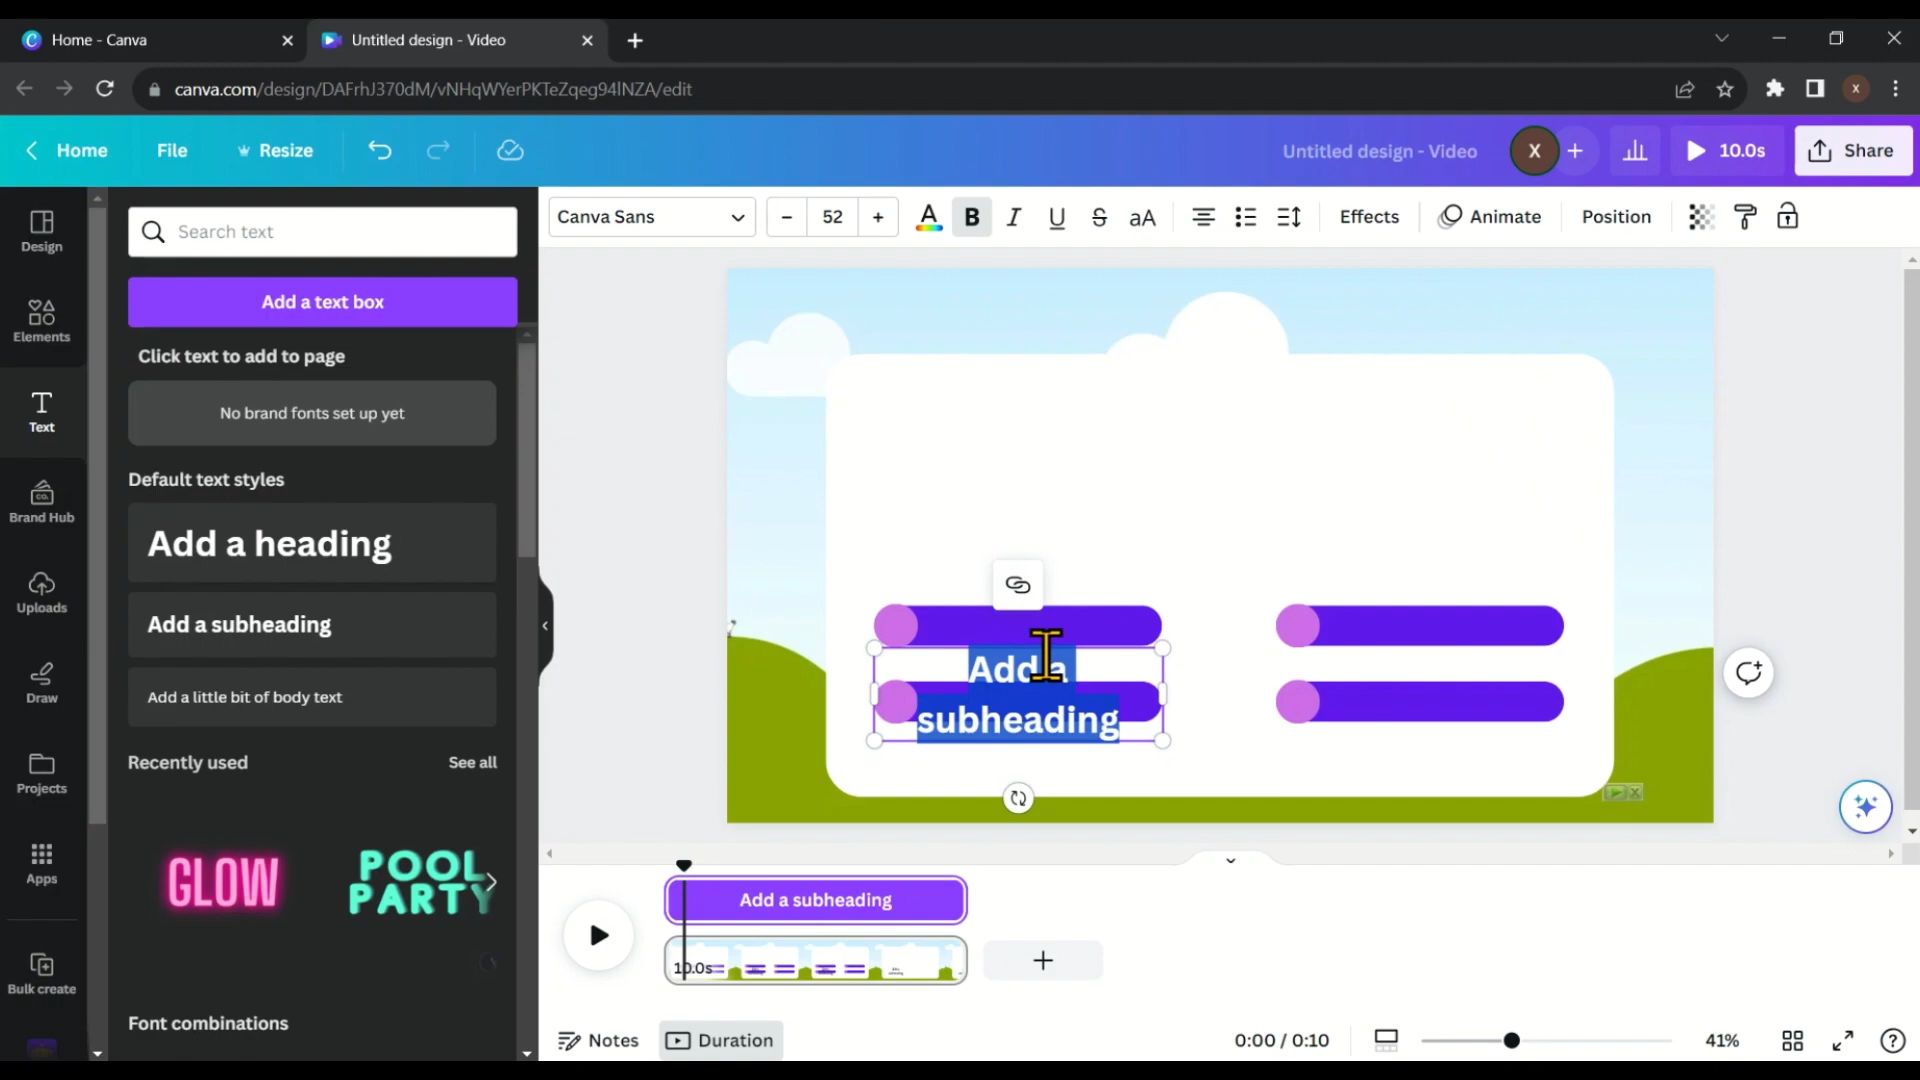 Home - Canva
Untitled design - Video
canva.com/design/DAFrhJ370dM/vNHqWYerPKTeZqeg94lNZA/edit
X
Home
File
Resize
Untitled design - Video
X
10.0s
Share
Design
Elements
Text
Brand Hub
Uploads
Draw
Projects
Apps
Bulk create
Search text
Add a text box
Click text to add to page
No brand fonts set up yet
Default text styles
Add a heading
Add a subheading
Add a little bit of body text
Recently used
See all
GLOW
POOL
PARTY
Font combinations
Canva Sans
52
A
B
I
U
S
aA
Effects
Animate
Position
Add a
subheading
Add a subheading
10.0s
Notes
Duration
0:00 / 0:10
41%